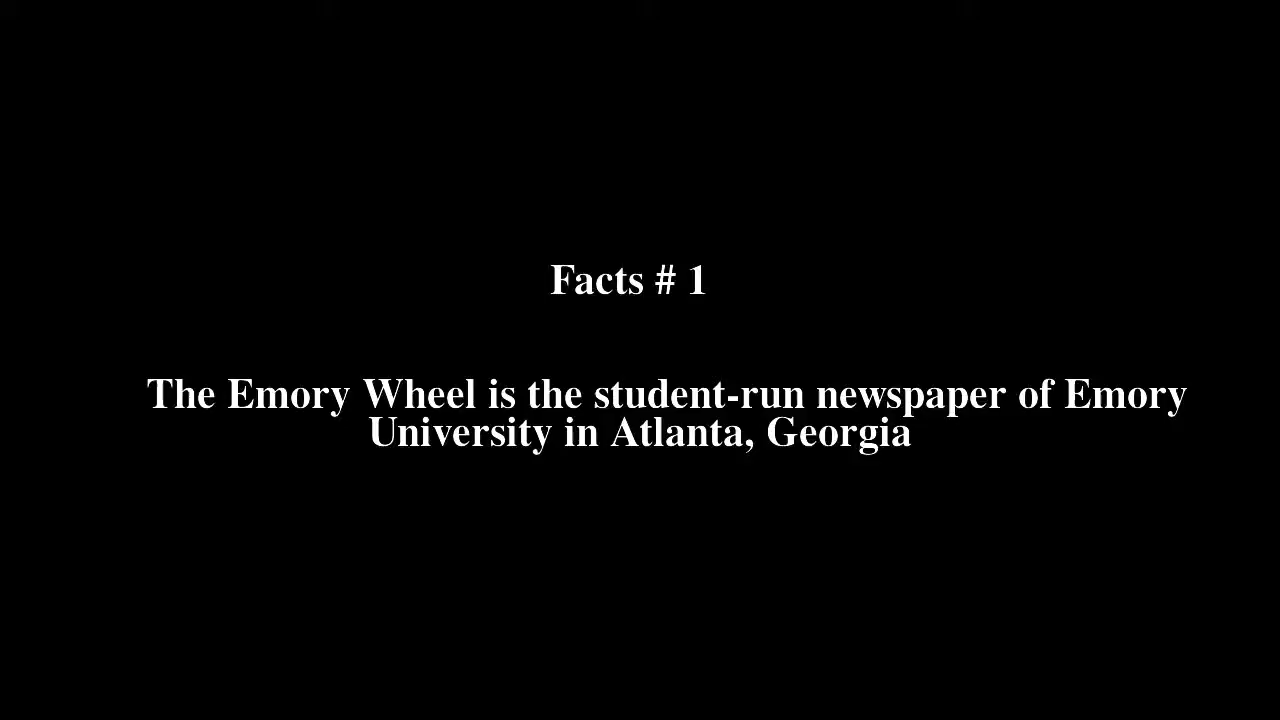 Facts # 1
The Emory Wheel is the student-run newspaper of Emory
University in Atlanta, Georgia